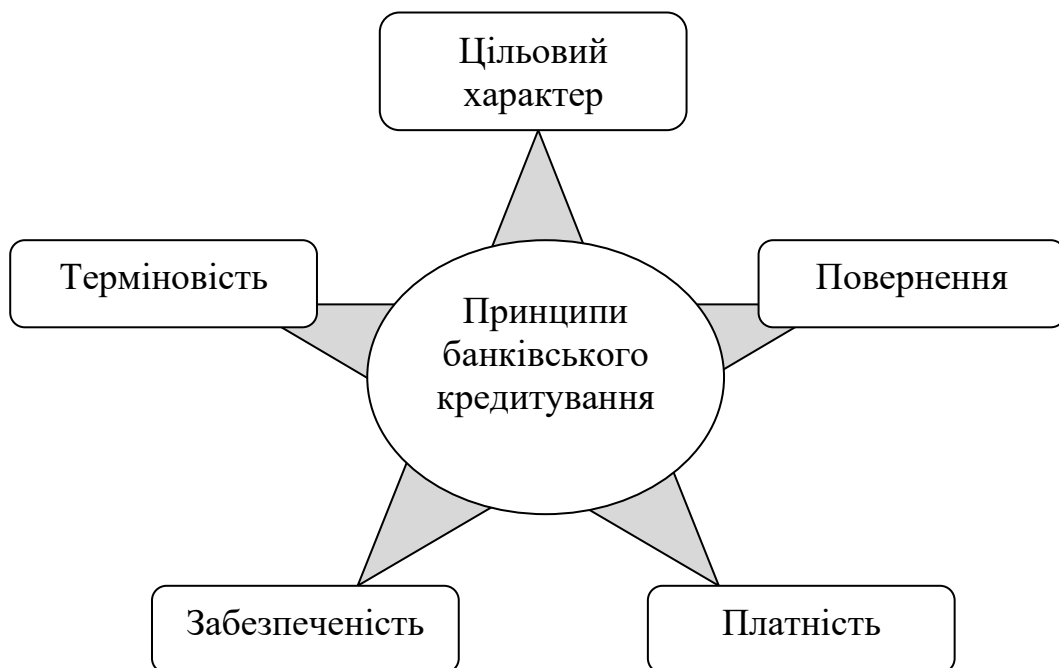 Цільовий
характер
Терміновість
Повернення
Принципи
банківського
кредитування
Забезпеченість
Платність